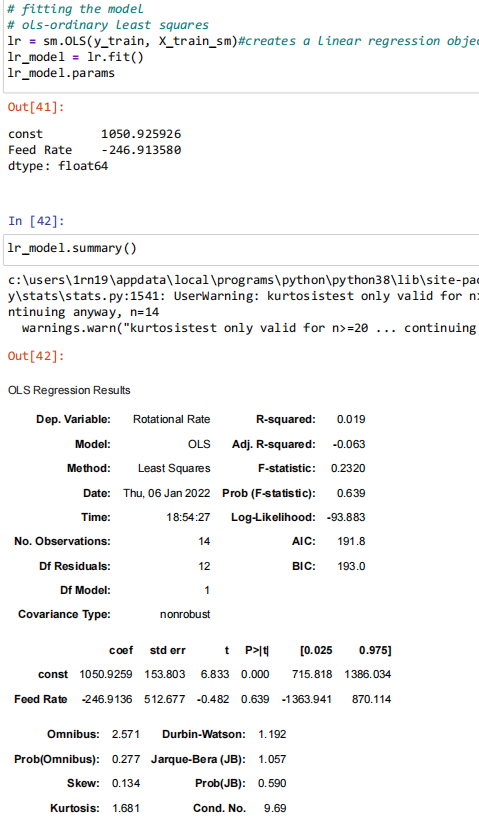 # fitting the model
# ols-ordinary least squares
lr = sm.OLS(y_train, X_train_sm)#creates a linear regression objec
lr_model = lr.fit()
lr_model.params
Out[41]:
const 1050.925926
Feed Rate -246.913580
dtype: float64
In [42]:
lr_model.summary()
c:\users\1rn19\appdata\local\programs\python\python38\lib\site-pac
y\stats\stats.py:1541: UserWarning: kurtosistest only valid for n>
ntinuing anyway, n=14
warnings.warn("kurtosistest only valid for n>=20 ... continuing
Out[42]:
OLS Regression Results
Dep. Variable: Rotational Rate R-squared: 0.019
Model: OLS Adj. R-squared: -0.063
Method: Least Squares F-statistic: 0.2320
Date: Thu, 06 Jan 2022 Prob (F-statistic): 0.639
Time: 18:54:27 Log-Likelihood: -93.883
No. Observations: 14 AIC: 191.8
Df Residuals: 12 BIC: 193.0
Df Model: 1
Covariance Type: nonrobust
coef std err t P>|t| [0.025 0.975]
const 1050.9259 153.803 6.833 0.000 715.818 1386.034
Feed Rate -246.9136 512.677 -0.482 0.639 -1363.941 870.114
Omnibus: 2.571 Durbin-Watson: 1.192
Prob(Omnibus): 0.277 Jarque-Bera (JB): 1.057
Skew: 0.134 Prob(JB): 0.590
Kurtosis: 1.681 Cond. No. 9.69